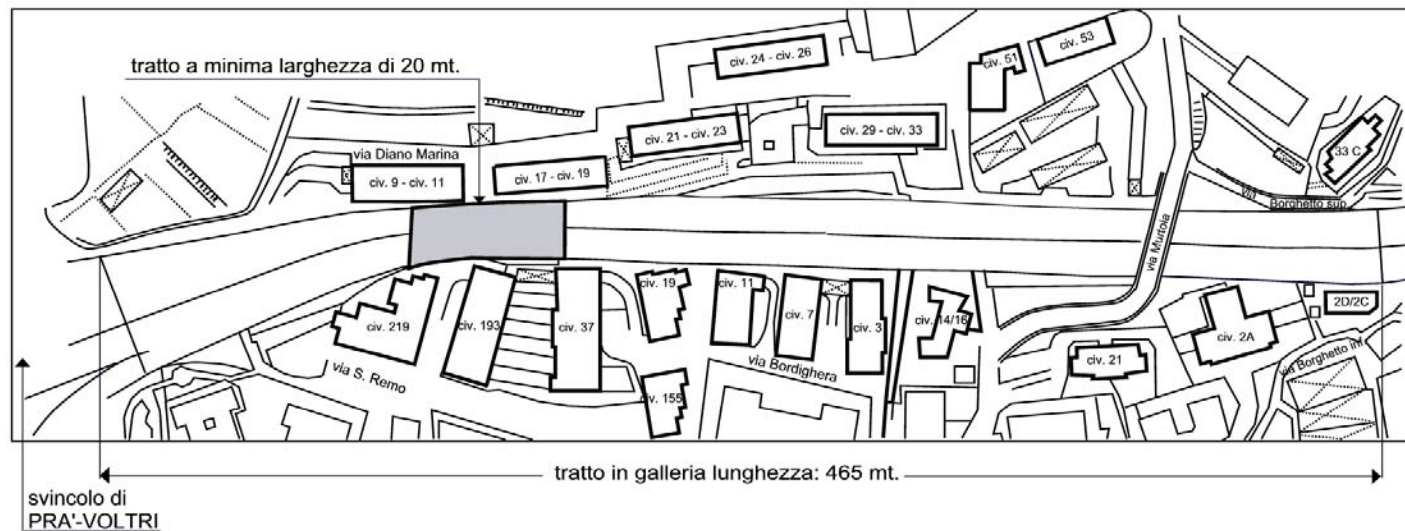 civ. 24 - civ. 26
civ. 53
civ. 51
tratto a minima larghezza di 20 mt.
civ. 21 - civ. 23
civ. 29 - civ. 33
via Diano Marina
33 C
civ. 9 - civ. 11
civ. 17 - civ. 19
via
Borghetto sup.
via Murtola
civ. 219
civ. 193
civ. 37
civ. 19
civ. 11
civ. 7
civ. 3
civ. 14/16
2D/2C
civ. 2A
civ. 21
via Borghetto inf.
via Bordighera
via S. Remo
civ. 155
tratto in galleria lunghezza: 465 mt.
svincolo di
PRA'-VOLTRI